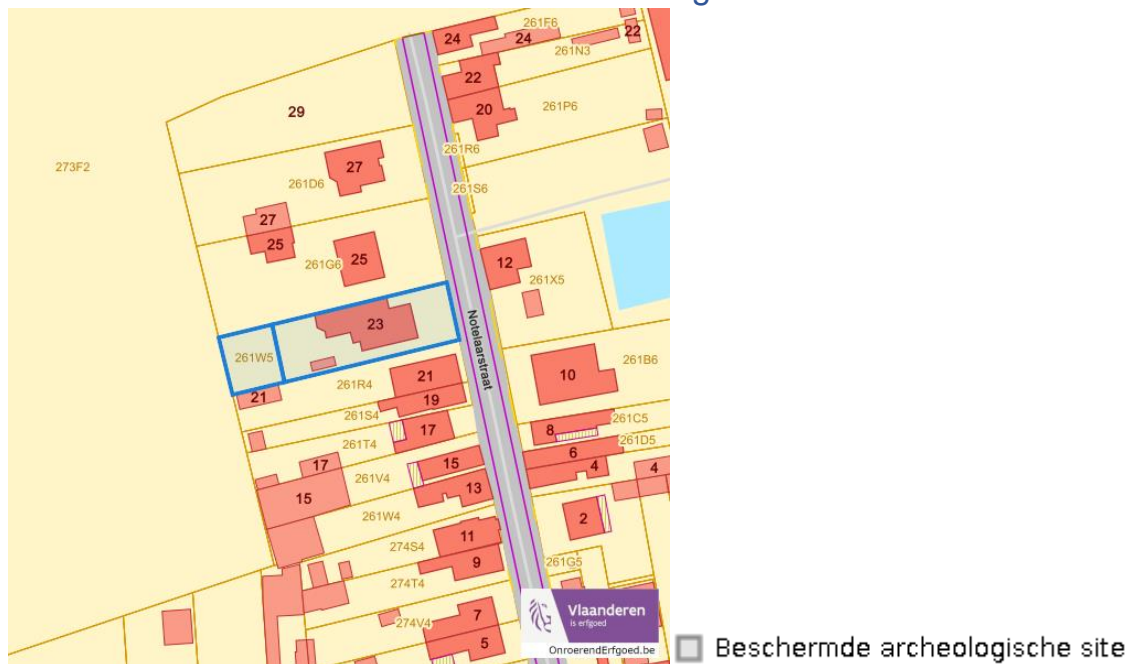 g
24
261F6
24
22
261N3
22
20
261P6
29
261R6
273F2
27
261D6
261S6
27
25
25
261G6
12
261X5
23
Notelaarstraat
261W5
10
261B6
21
261R4
21
19
261S4
8
261C5
17
261T4
6
261D5
17
15
261V4
4
4
15
13
261W4
2
11
274S4
9
261G5
274T4
7
274V4
5
Vlaanderen
is erfgoed
OnroerendErfgoed.be
Beschermde archeologische site